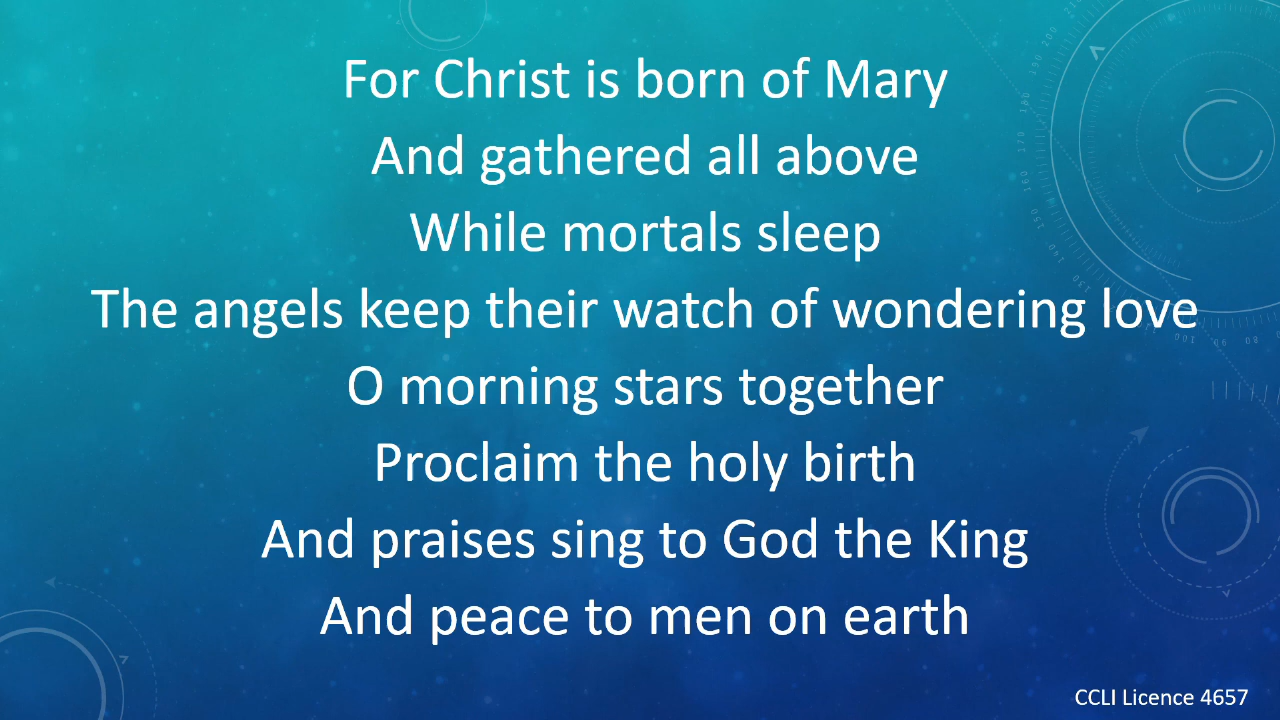 For Christ is born of Mary
And gathered all above
While mortals sleep
The angels keep their watch of wondering love
O morning stars together
Proclaim the holy birth
And praises sing to God the King
And peace to men on earth
CCLI Licence 4657